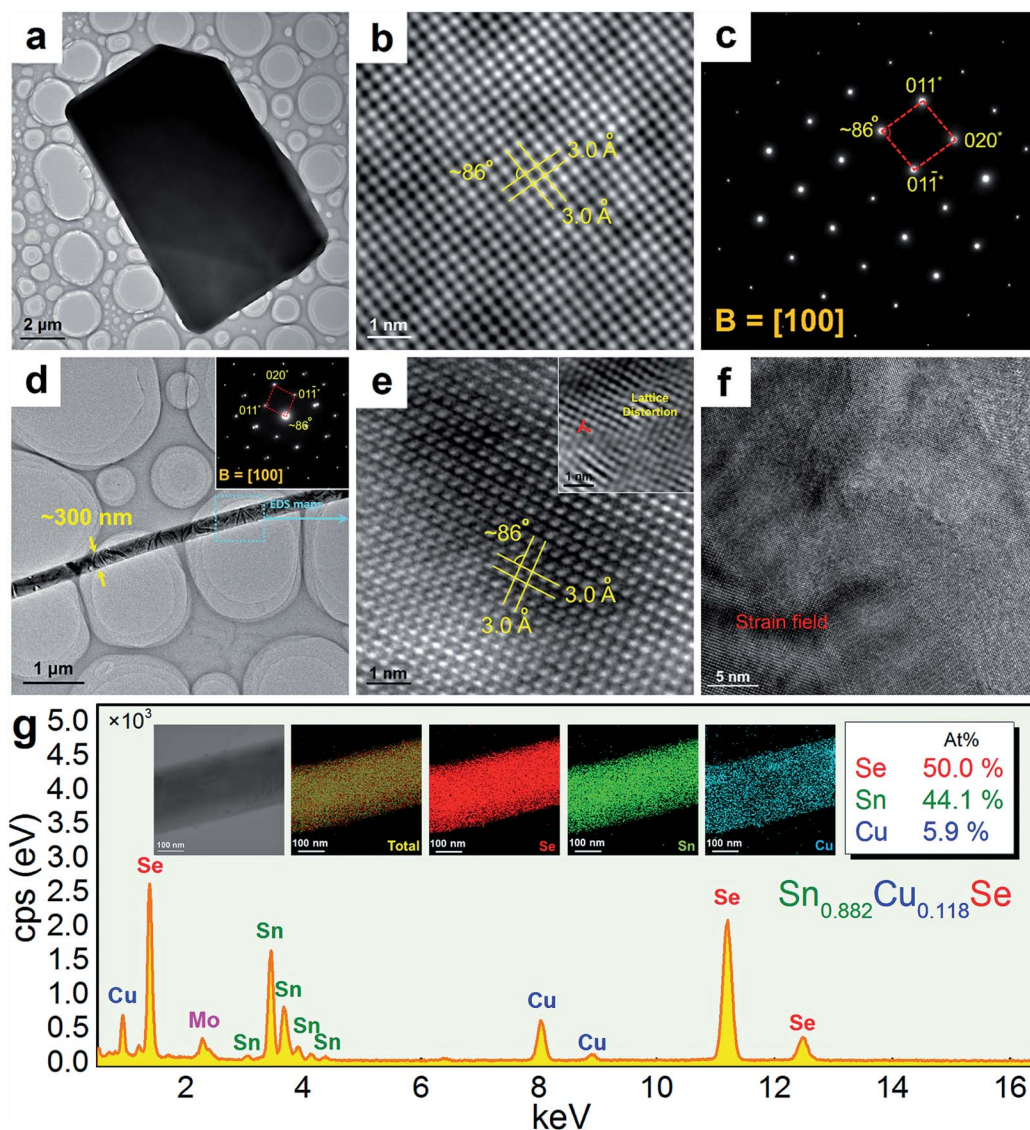 a
2 µm
b
~86°
3.0 Å
3.0 Å
1 nm
c
011*
~86°
020*
01̄1*
B = [100]
d
020*
011*
011̄*
~86°
B = [100]
EDS maps
~300 nm
1 µm
e
Lattice
Distortion
1 nm
~86°
3.0 Å
3.0 Å
1 nm
f
Strain field
5 nm
g
×10³
5.0
4.5
4.0
3.5
3.0
2.5
2.0
1.5
1.0
0.5
0.0
cps (eV)
100 nm
100 nm Total
100 nm Se
100 nm Sn
100 nm Cu
At%
Se 50.0 %
Sn 44.1 %
Cu 5.9 %
Sn₀.₈₈₂Cu₀.₁₁₈Se
Cu
Se
Mo
Sn
Sn
Sn
Sn
Sn
Cu
Cu
Se
Se
2 4 6 8 10 12 14 16
keV